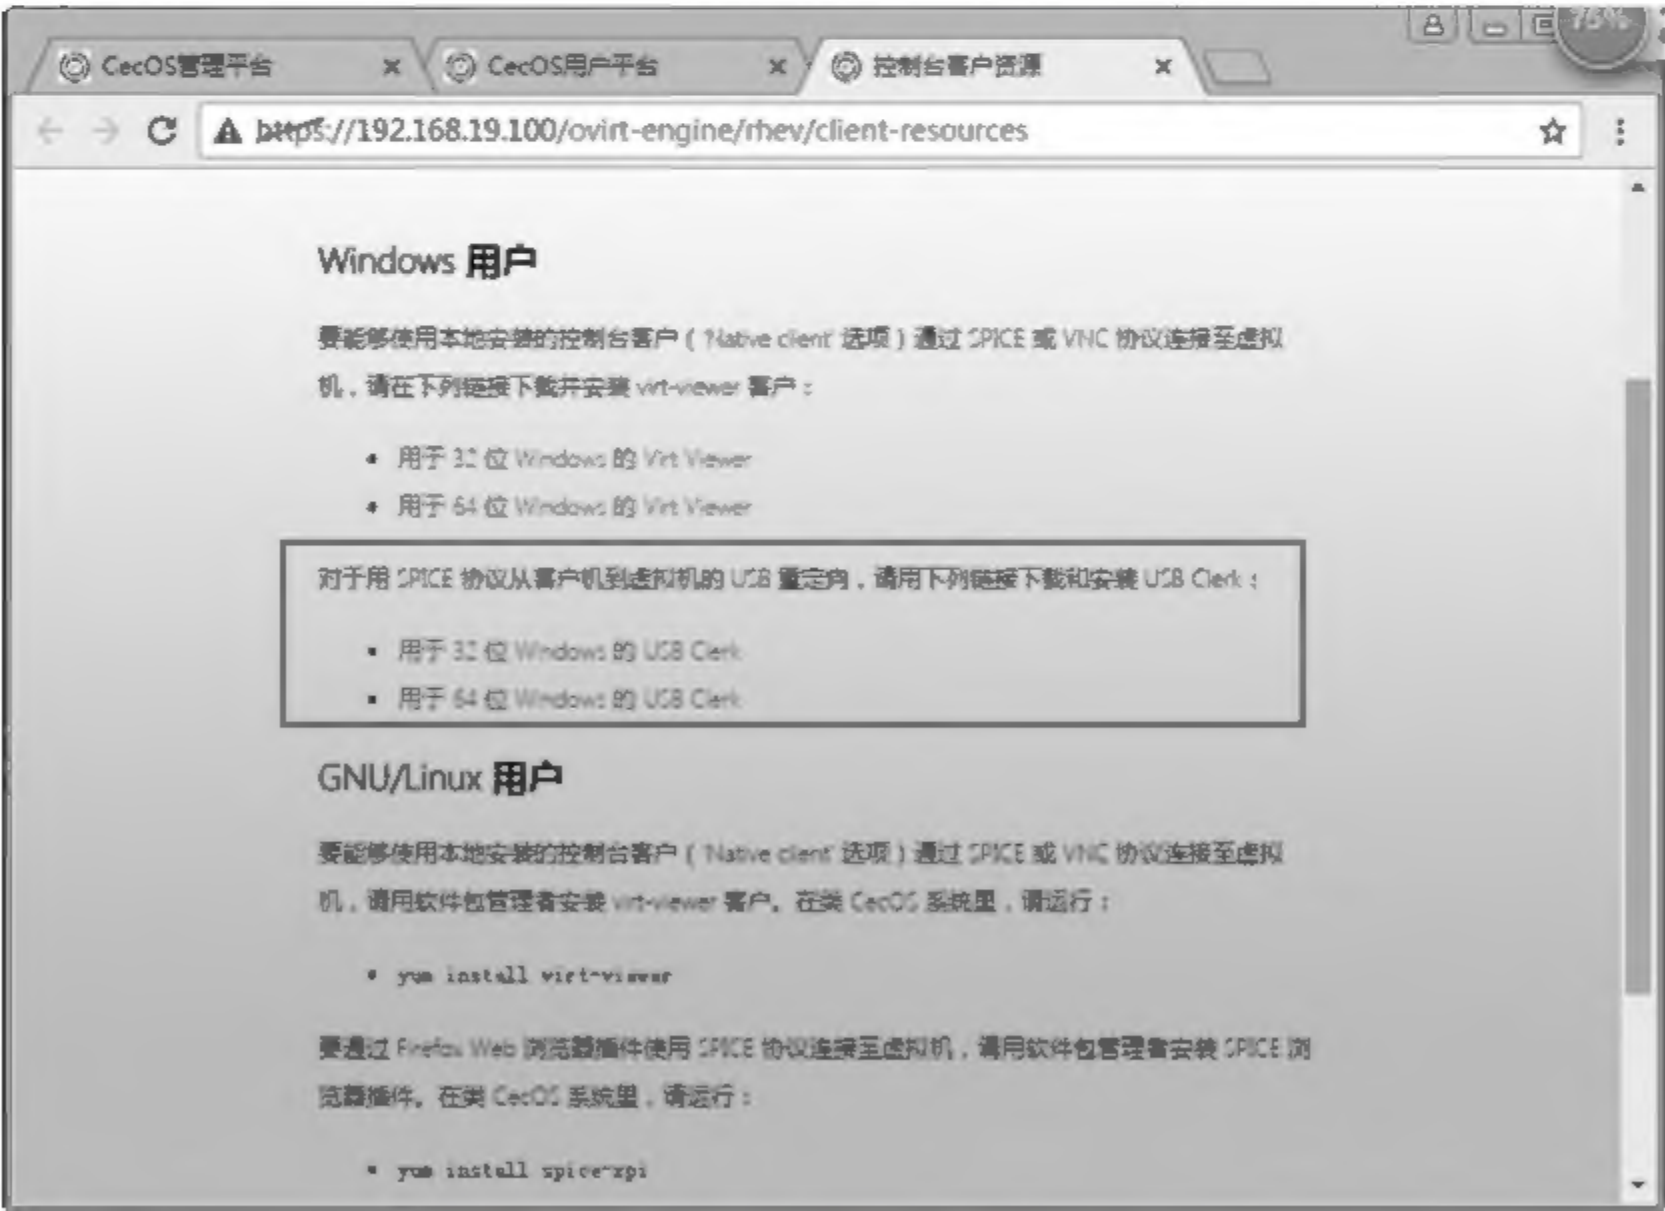 76%
CecOS管理平台
CecOS用户平台
控制台客户资源
https://192.168.19.100/ovirt-engine/rhev/client-resources
Windows 用户
要能够使用本地安装的控制台客户 ( 'Native client' 选项 ) 通过 SPICE 或 VNC 协议连接至虚拟
机，请在下列链接下载并安装 virt-viewer 客户：
• 用于 32 位 Windows 的 Virt Viewer
• 用于 64 位 Windows 的 Virt Viewer
对于用 SPICE 协议从客户机到虚拟机的 USB 重定向，请用下列链接下载和安装 USB Clerk：
• 用于 32 位 Windows 的 USB Clerk
• 用于 64 位 Windows 的 USB Clerk
GNU/Linux 用户
要能够使用本地安装的控制台客户 ( 'Native client' 选项 ) 通过 SPICE 或 VNC 协议连接至虚拟
机，请用软件包管理者安装 virt-viewer 客户。在类 CecOS 系统里，请运行：
• yum install virt-viewer
要通过 Firefox Web 浏览器插件使用 SPICE 协议连接至虚拟机，请用软件包管理者安装 SPICE 浏
览器插件。在类 CecOS 系统里，请运行：
• yum install spice-xpi